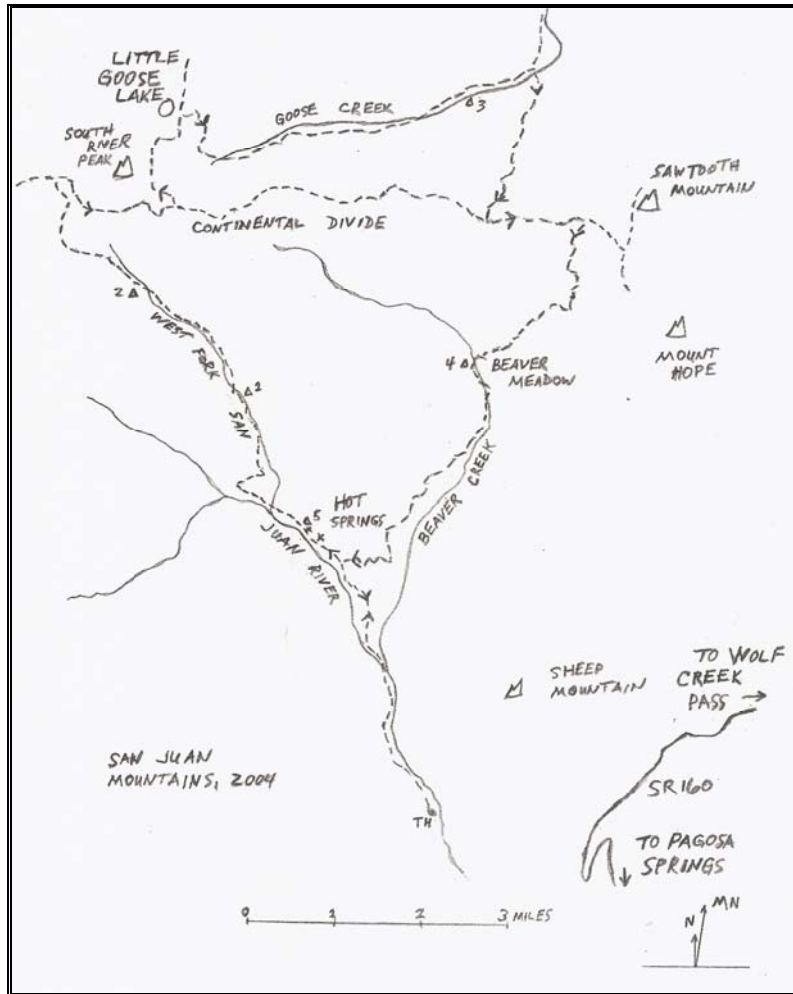 LITTLE
GOOSE
LAKE
GOOSE CREEK
3
SOUTH
RIVER
PEAK
SAWTOOTH
MOUNTAIN
CONTINENTAL DIVIDE
2
WEST FORK SAN JUAN RIVER
4
BEAVER
MEADOW
MOUNT
HOPE
2
HOT
SPRINGS
5
BEAVER CREEK
SHEEP
MOUNTAIN
TO WOLF
CREEK
PASS
SAN JUAN
MOUNTAINS, 2004
SR160
TH
TO PAGOSA
SPRINGS
0 1 2 3 MILES
N MN